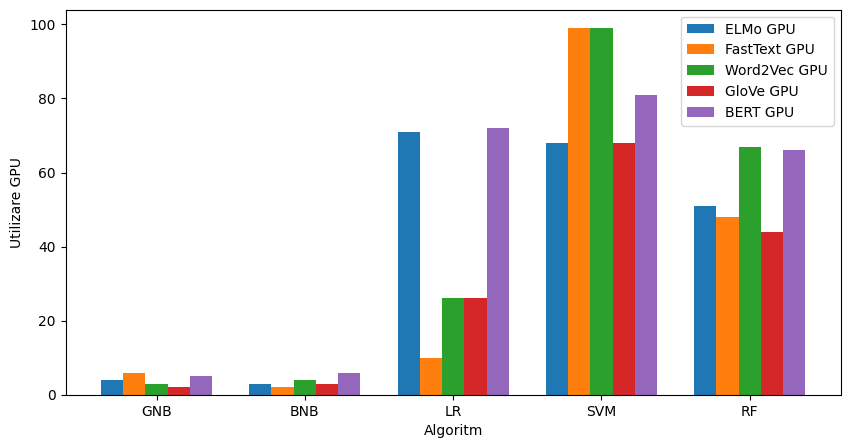 100
80
60
40
20
0
Utilizare GPU
GNB
BNB
LR
SVM
RF
Algoritm
ELMo GPU
FastText GPU
Word2Vec GPU
GloVe GPU
BERT GPU